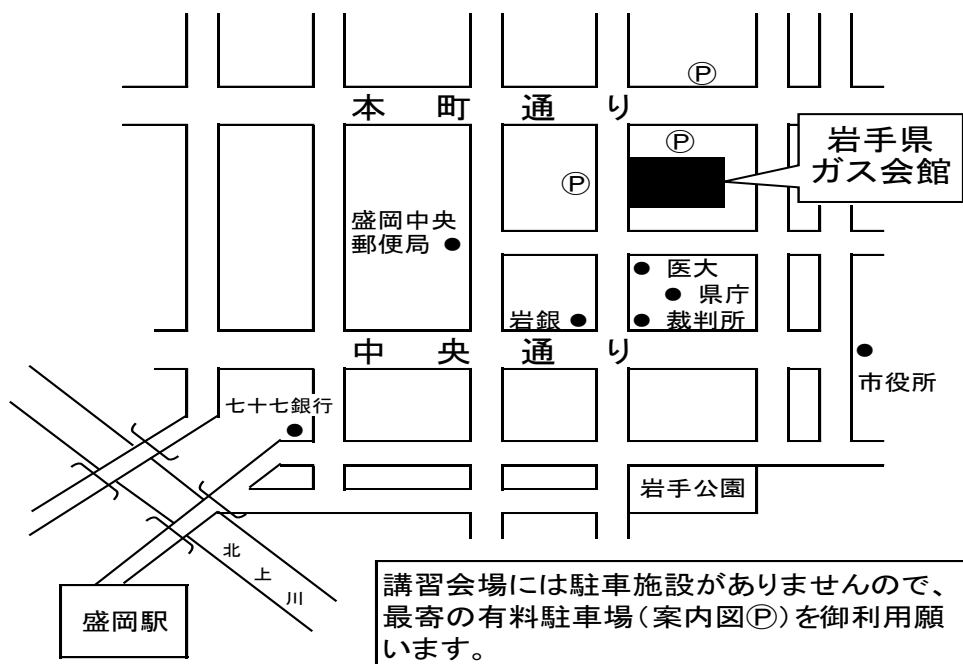 Ⓟ
本町通り
岩手県
ガス会館
Ⓟ
Ⓟ
盛岡中央
郵便局
医大
県庁
岩銀
裁判所
中央通り
市役所
七十七銀行
岩手公園
北上川
盛岡駅
講習会場には駐車施設がありませんので、
最寄の有料駐車場（案内図Ⓟ）を御利用願
います。